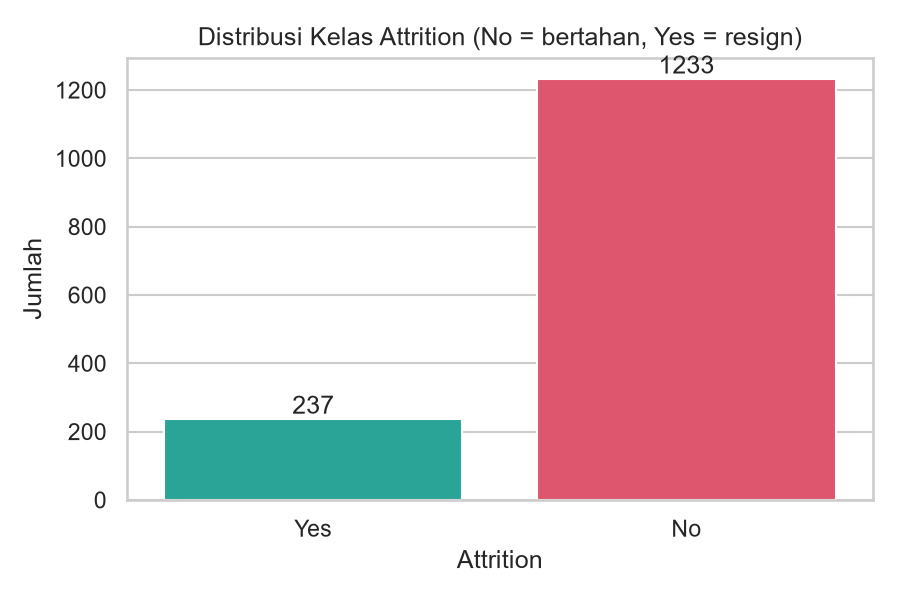 Distribusi Kelas Attrition (No = bertahan, Yes = resign)
1233
1200
1000
800
600
400
237
200
0
Jumlah
Yes
No
Attrition